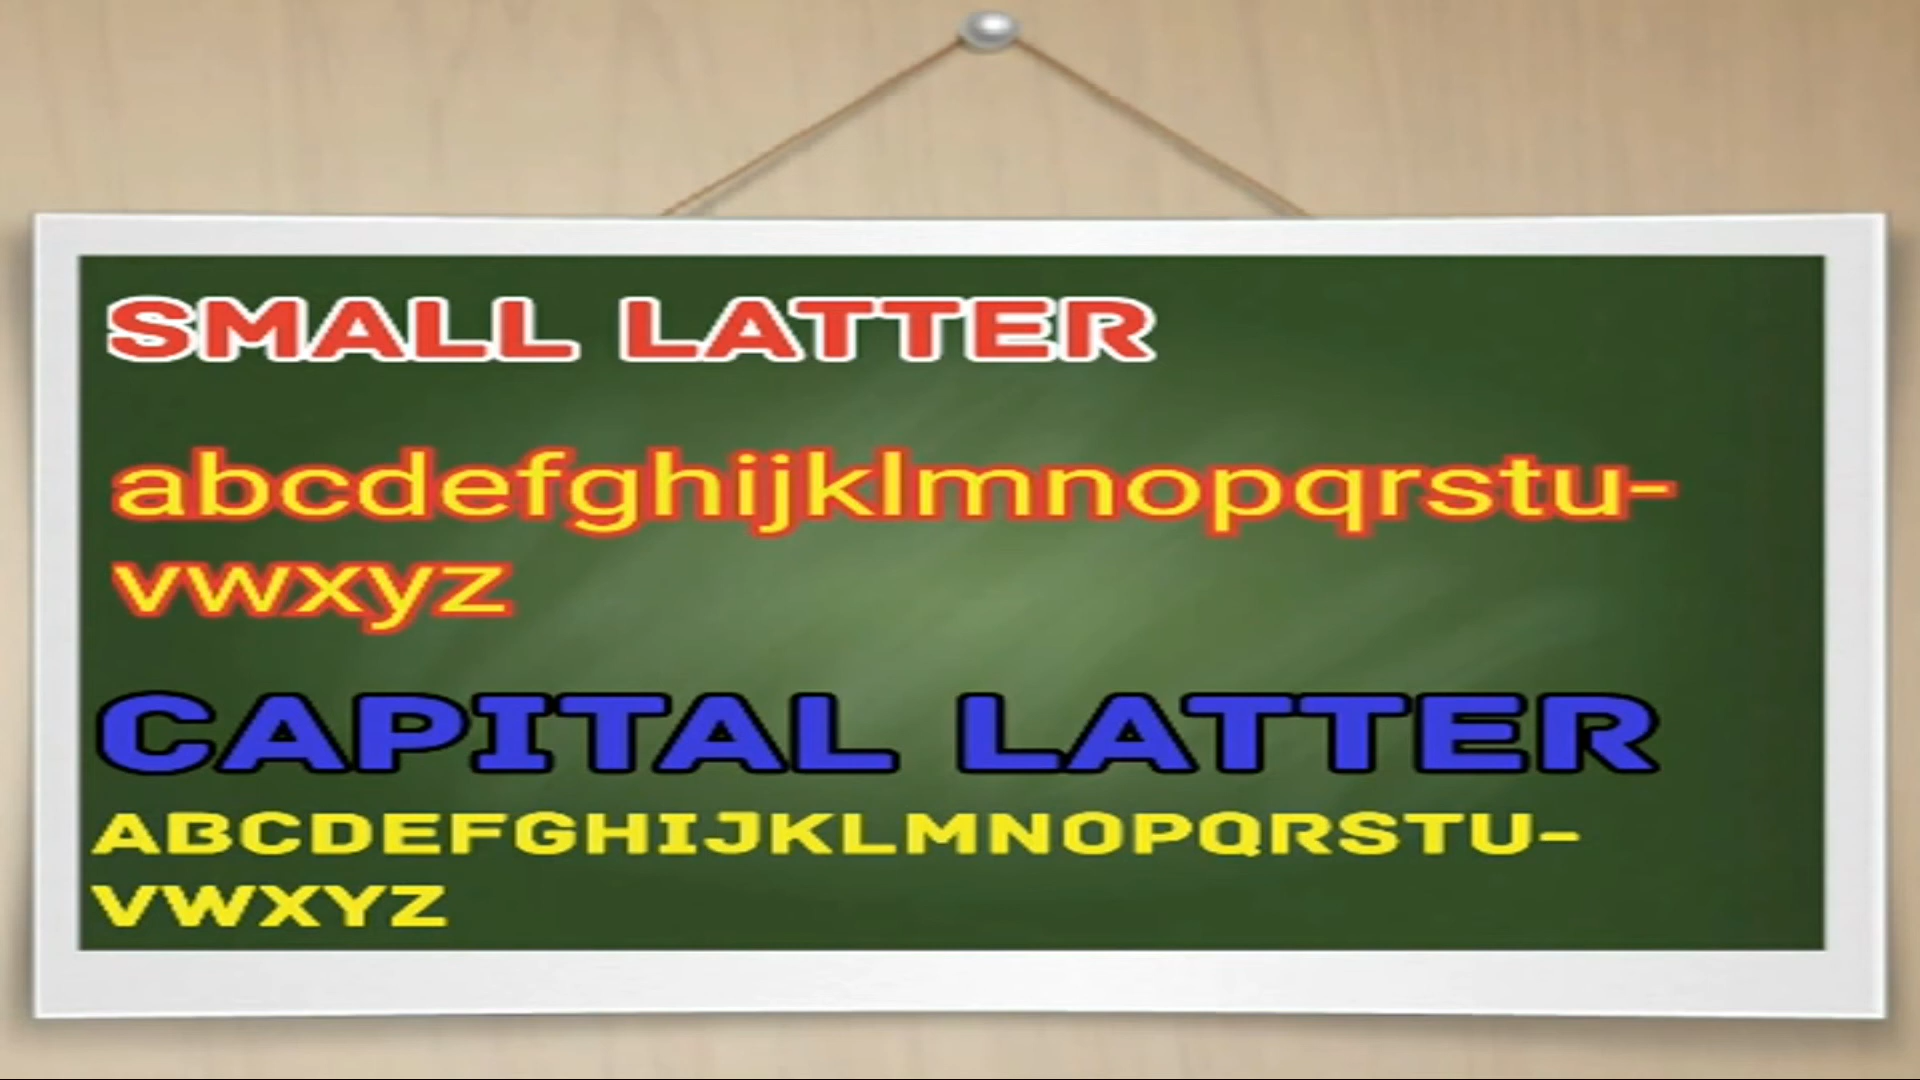 SMALL LATTER
abcdefghijklmnopqrstu-
vwxyz
CAPITAL LATTER
ABCDEFGHIJKLMNOPQRSTU-
VWXYZ